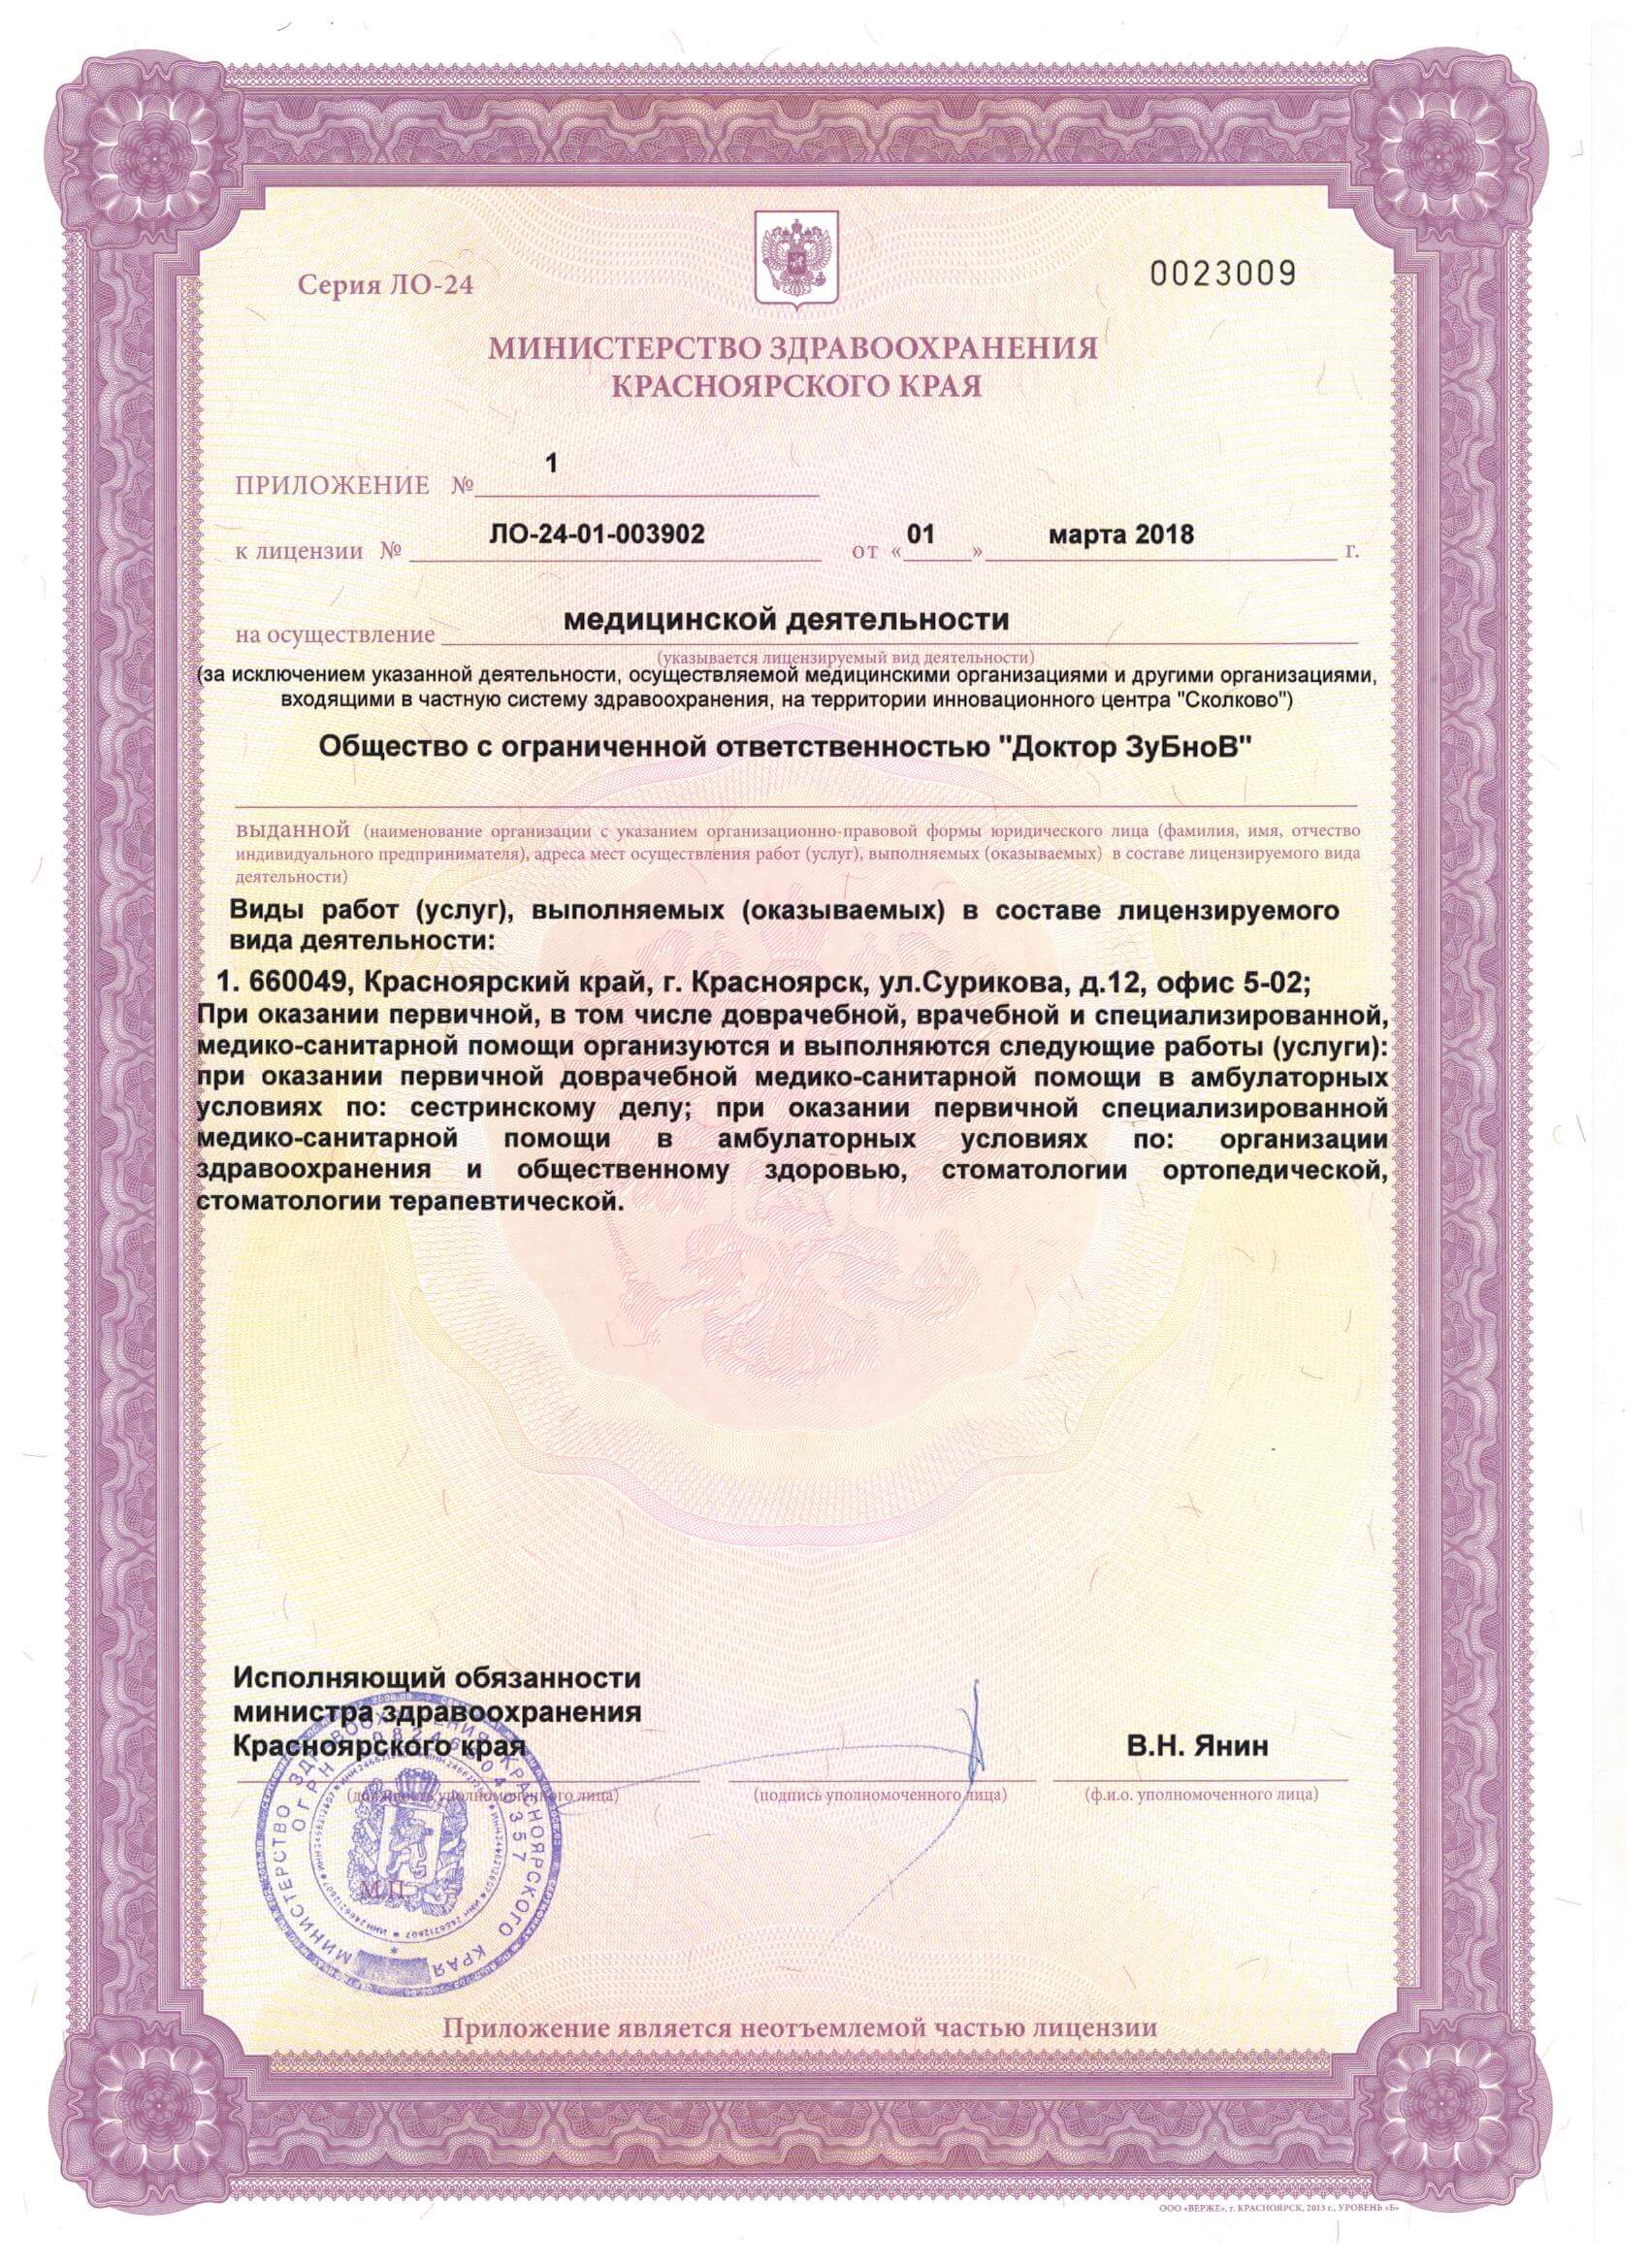 Серия ЛО-24
0023009
МИНИСТЕРСТВО ЗДРАВООХРАНЕНИЯ
КРАСНОЯРСКОГО КРАЯ
ПРИЛОЖЕНИЕ № 1
к лицензии № ЛО-24-01-003902 от «01» марта 2018 г.
на осуществление медицинской деятельности
(указывается лицензируемый вид деятельности)
(за исключением указанной деятельности, осуществляемой медицинскими организациями и другими организациями,
входящими в частную систему здравоохранения, на территории инновационного центра "Сколково")
Общество с ограниченной ответственностью "Доктор ЗуБноВ"
выданной (наименование организации с указанием организационно-правовой формы юридического лица (фамилия, имя, отчество
индивидуального предпринимателя), адреса мест осуществления работ (услуг), выполняемых (оказываемых) в составе лицензируемого вида
деятельности)
Виды работ (услуг), выполняемых (оказываемых) в составе лицензируемого
вида деятельности:
1. 660049, Красноярский край, г. Красноярск, ул.Сурикова, д.12, офис 5-02;
При оказании первичной, в том числе доврачебной, врачебной и специализированной,
медико-санитарной помощи организуются и выполняются следующие работы (услуги):
при оказании первичной доврачебной медико-санитарной помощи в амбулаторных
условиях по: сестринскому делу; при оказании первичной специализированной
медико-санитарной помощи в амбулаторных условиях по: организации
здравоохранения и общественному здоровью, стоматологии ортопедической,
стоматологии терапевтической.
Исполняющий обязанности
министра здравоохранения
Красноярского края
В.Н. Янин
(должность уполномоченного лица)
(подпись уполномоченного лица)
(ф.и.о. уполномоченного лица)
МИНИСТЕРСТВО ЗДРАВООХРАНЕНИЯ КРАСНОЯРСКОГО КРАЯ
ОГРН 1082468040357
ИНН 2466212607
М.П.
Приложение является неотъемлемой частью лицензии
ООО «ВЕРЖЕ», г. КРАСНОЯРСК, 2013 г., УРОВЕНЬ «Б»